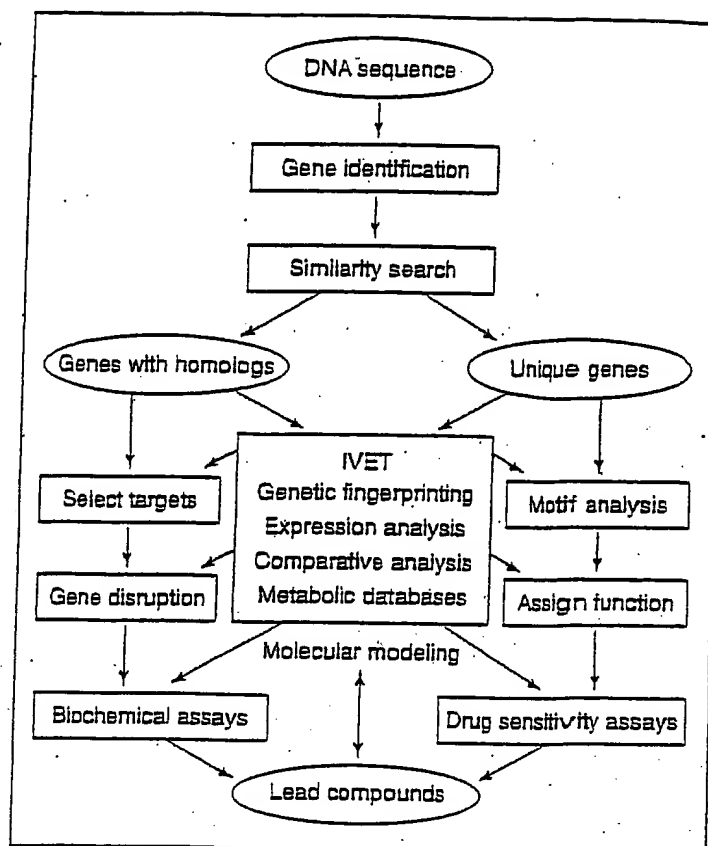 DNA sequence
Gene identification
Similarity search
Genes with homologs
Unique genes
IVET
Genetic fingerprinting
Expression analysis
Comparative analysis
Metabolic databases
Select targets
Motif analysis
Gene disruption
Assign function
Molecular modeling
Biochemical assays
Drug sensitivity assays
Lead compounds